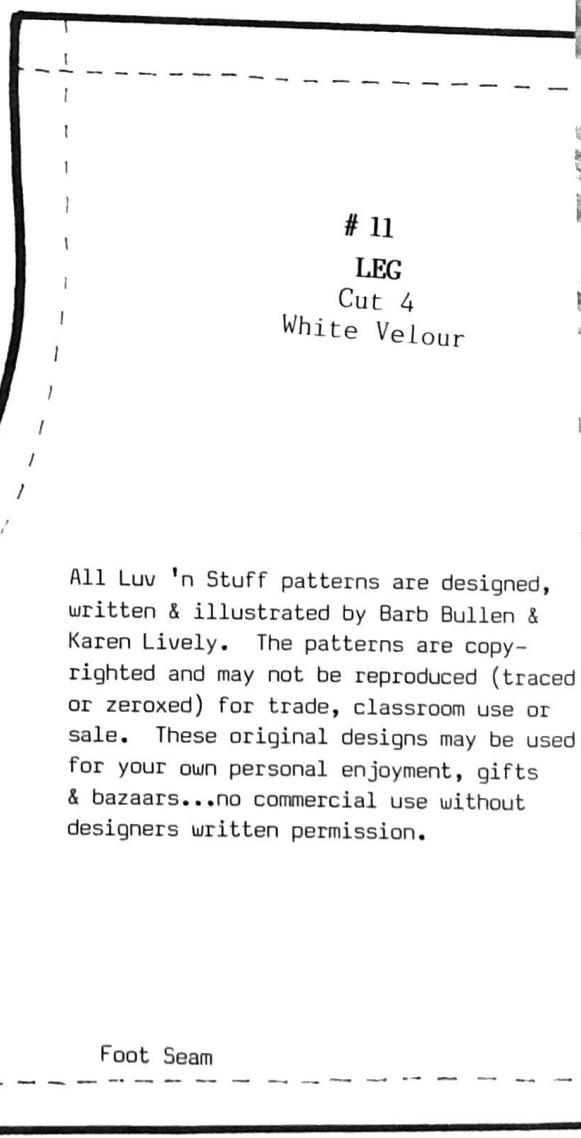 # 11
LEG
Cut 4
White Velour
All Luv 'n Stuff patterns are designed,
written & illustrated by Barb Bullen &
Karen Lively. The patterns are copy-
righted and may not be reproduced (traced
or zeroxed) for trade, classroom use or
sale. These original designs may be used
for your own personal enjoyment, gifts
& bazaars...no commercial use without
designers written permission.
Foot Seam